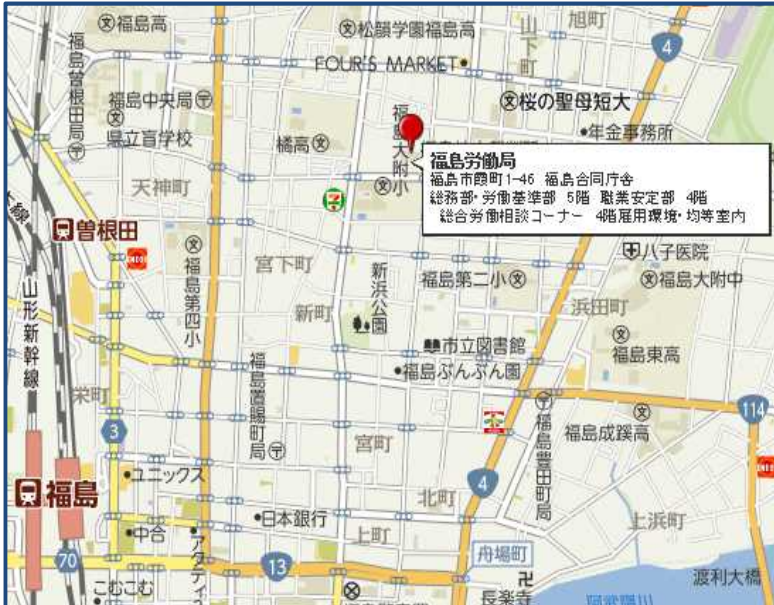 福島高
松韻学園福島高
山下町
旭町
4
福島曽根田局
FOUR'S MARKET
福島中央局
桜の聖母短大
県立盲学校
橘高
福島大附小
年金事務所
福島労働局
福島市霞町1-46 福島合同庁舎
総務部・労働基準部 5階 職業安定部 4階
総合労働相談コーナー 4階雇用環境・均等室内
天神町
曽根田
八子医院
宮下町
福島第二小
福島大附中
福島第四小
新浜公園
浜田町
新町
山形新幹線
市立図書館
福島東高
福島ぶんぶん園
栄町
福島置賜町局
114
3
宮町
福島豊田町局
福島成蹊高
ユニックス
福島
北町
4
日本銀行
上浜町
中合
上町
舟場町
70
13
渡利大橋
こむこむ
長楽寺